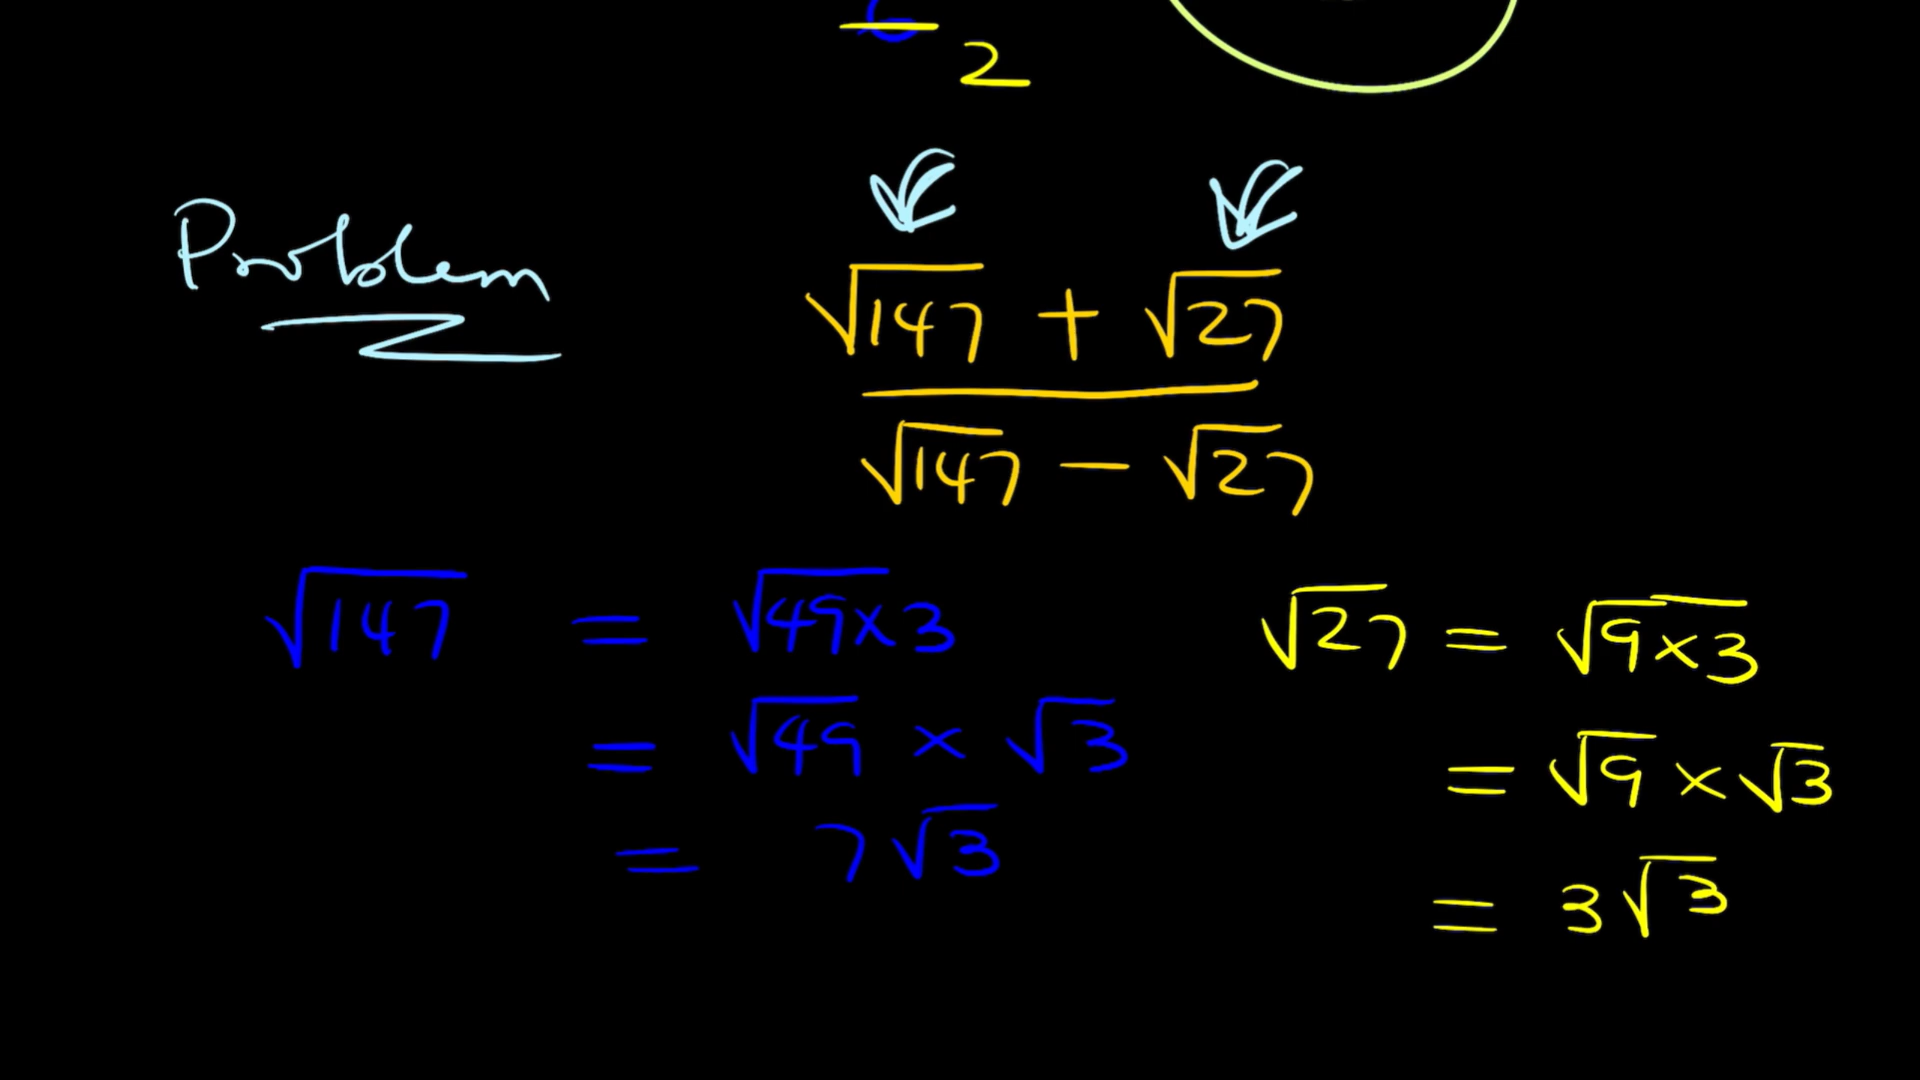 2
Problem
√147 + √27
√147 − √27
√147 = √49×3
= √49 × √3
= 7√3
√27 = √9×3
= √9 × √3
= 3√3